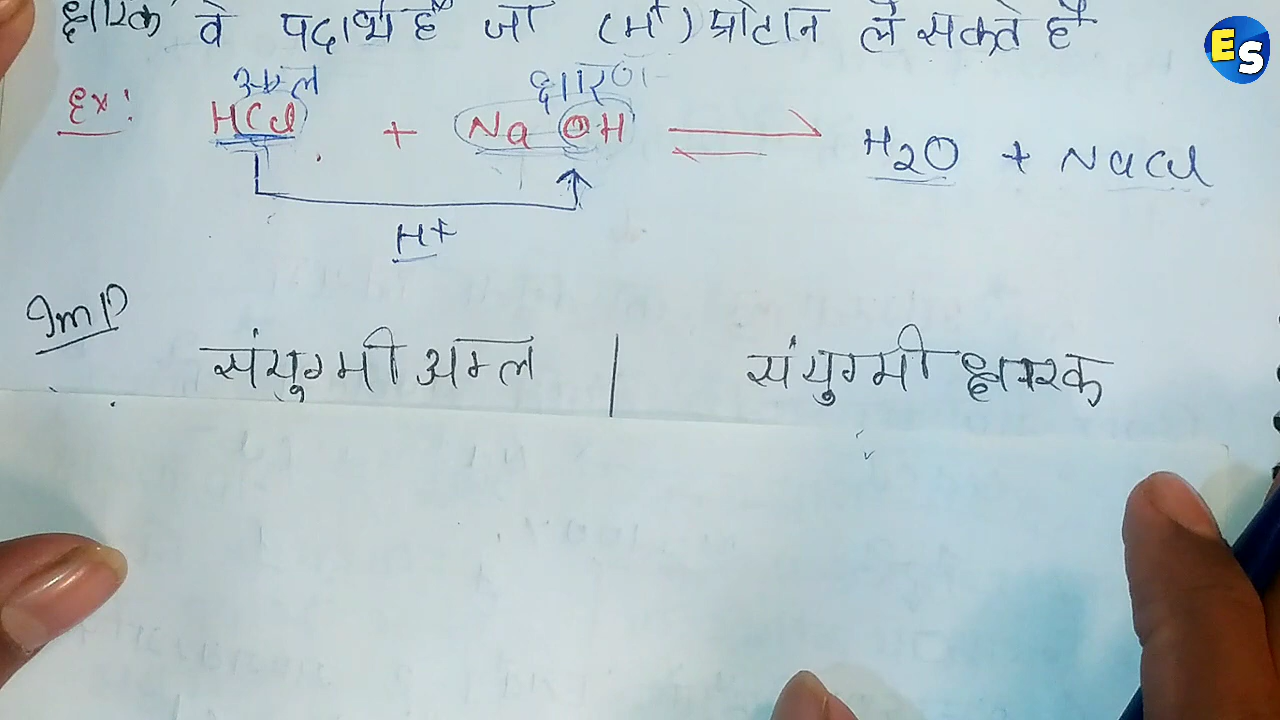 क्षारक वे पदार्थ हैं जो (H⁺) प्रोटान ले सकते हैं
ES
अम्ल क्षारक
Ex: HCl + NaOH ⇌ H2O + NaCl
H+
Imp
संयुग्मी अम्ल | संयुग्मी क्षारक